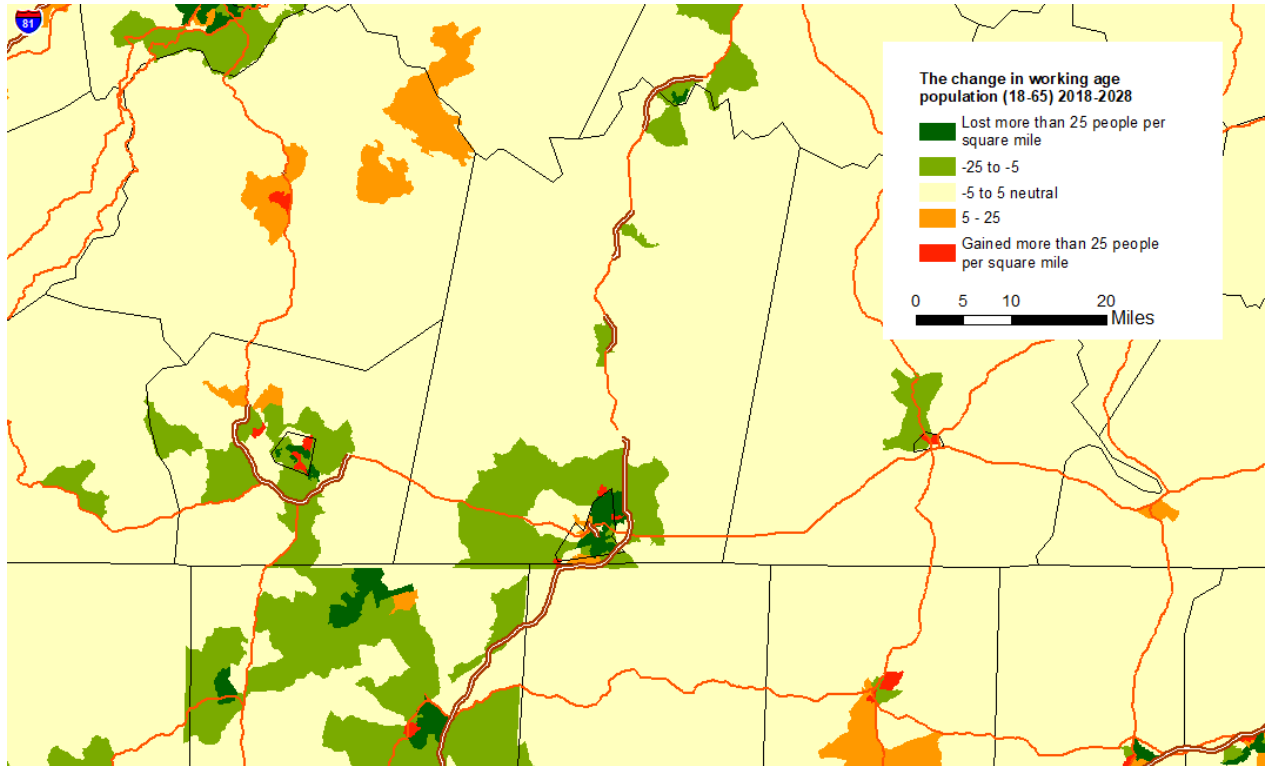 81
The change in working age
population (18-65) 2018-2028
Lost more than 25 people per
square mile
-25 to -5
-5 to 5 neutral
5 - 25
Gained more than 25 people
per square mile
0 5 10 20
Miles